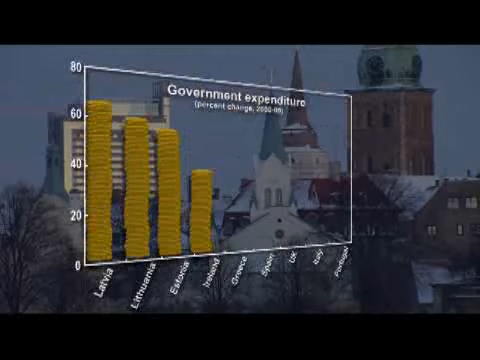 80
Government expenditure
(percent change, 2000-08)
60
40
20
0
Latvia
Lithuania
Estonia
Ireland
Greece
Spain
UK
Italy
Portugal